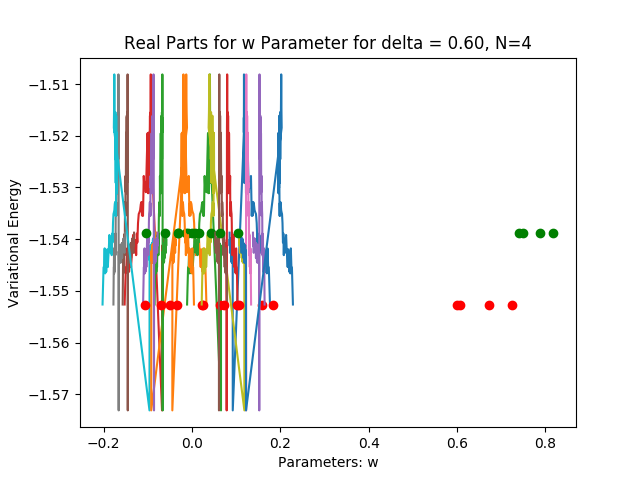 Real Parts for w Parameter for delta = 0.60, N=4
−1.51
−1.52
−1.53
−1.54
−1.55
−1.56
−1.57
Variational Energy
−0.2 0.0 0.2 0.4 0.6 0.8
Parameters: w